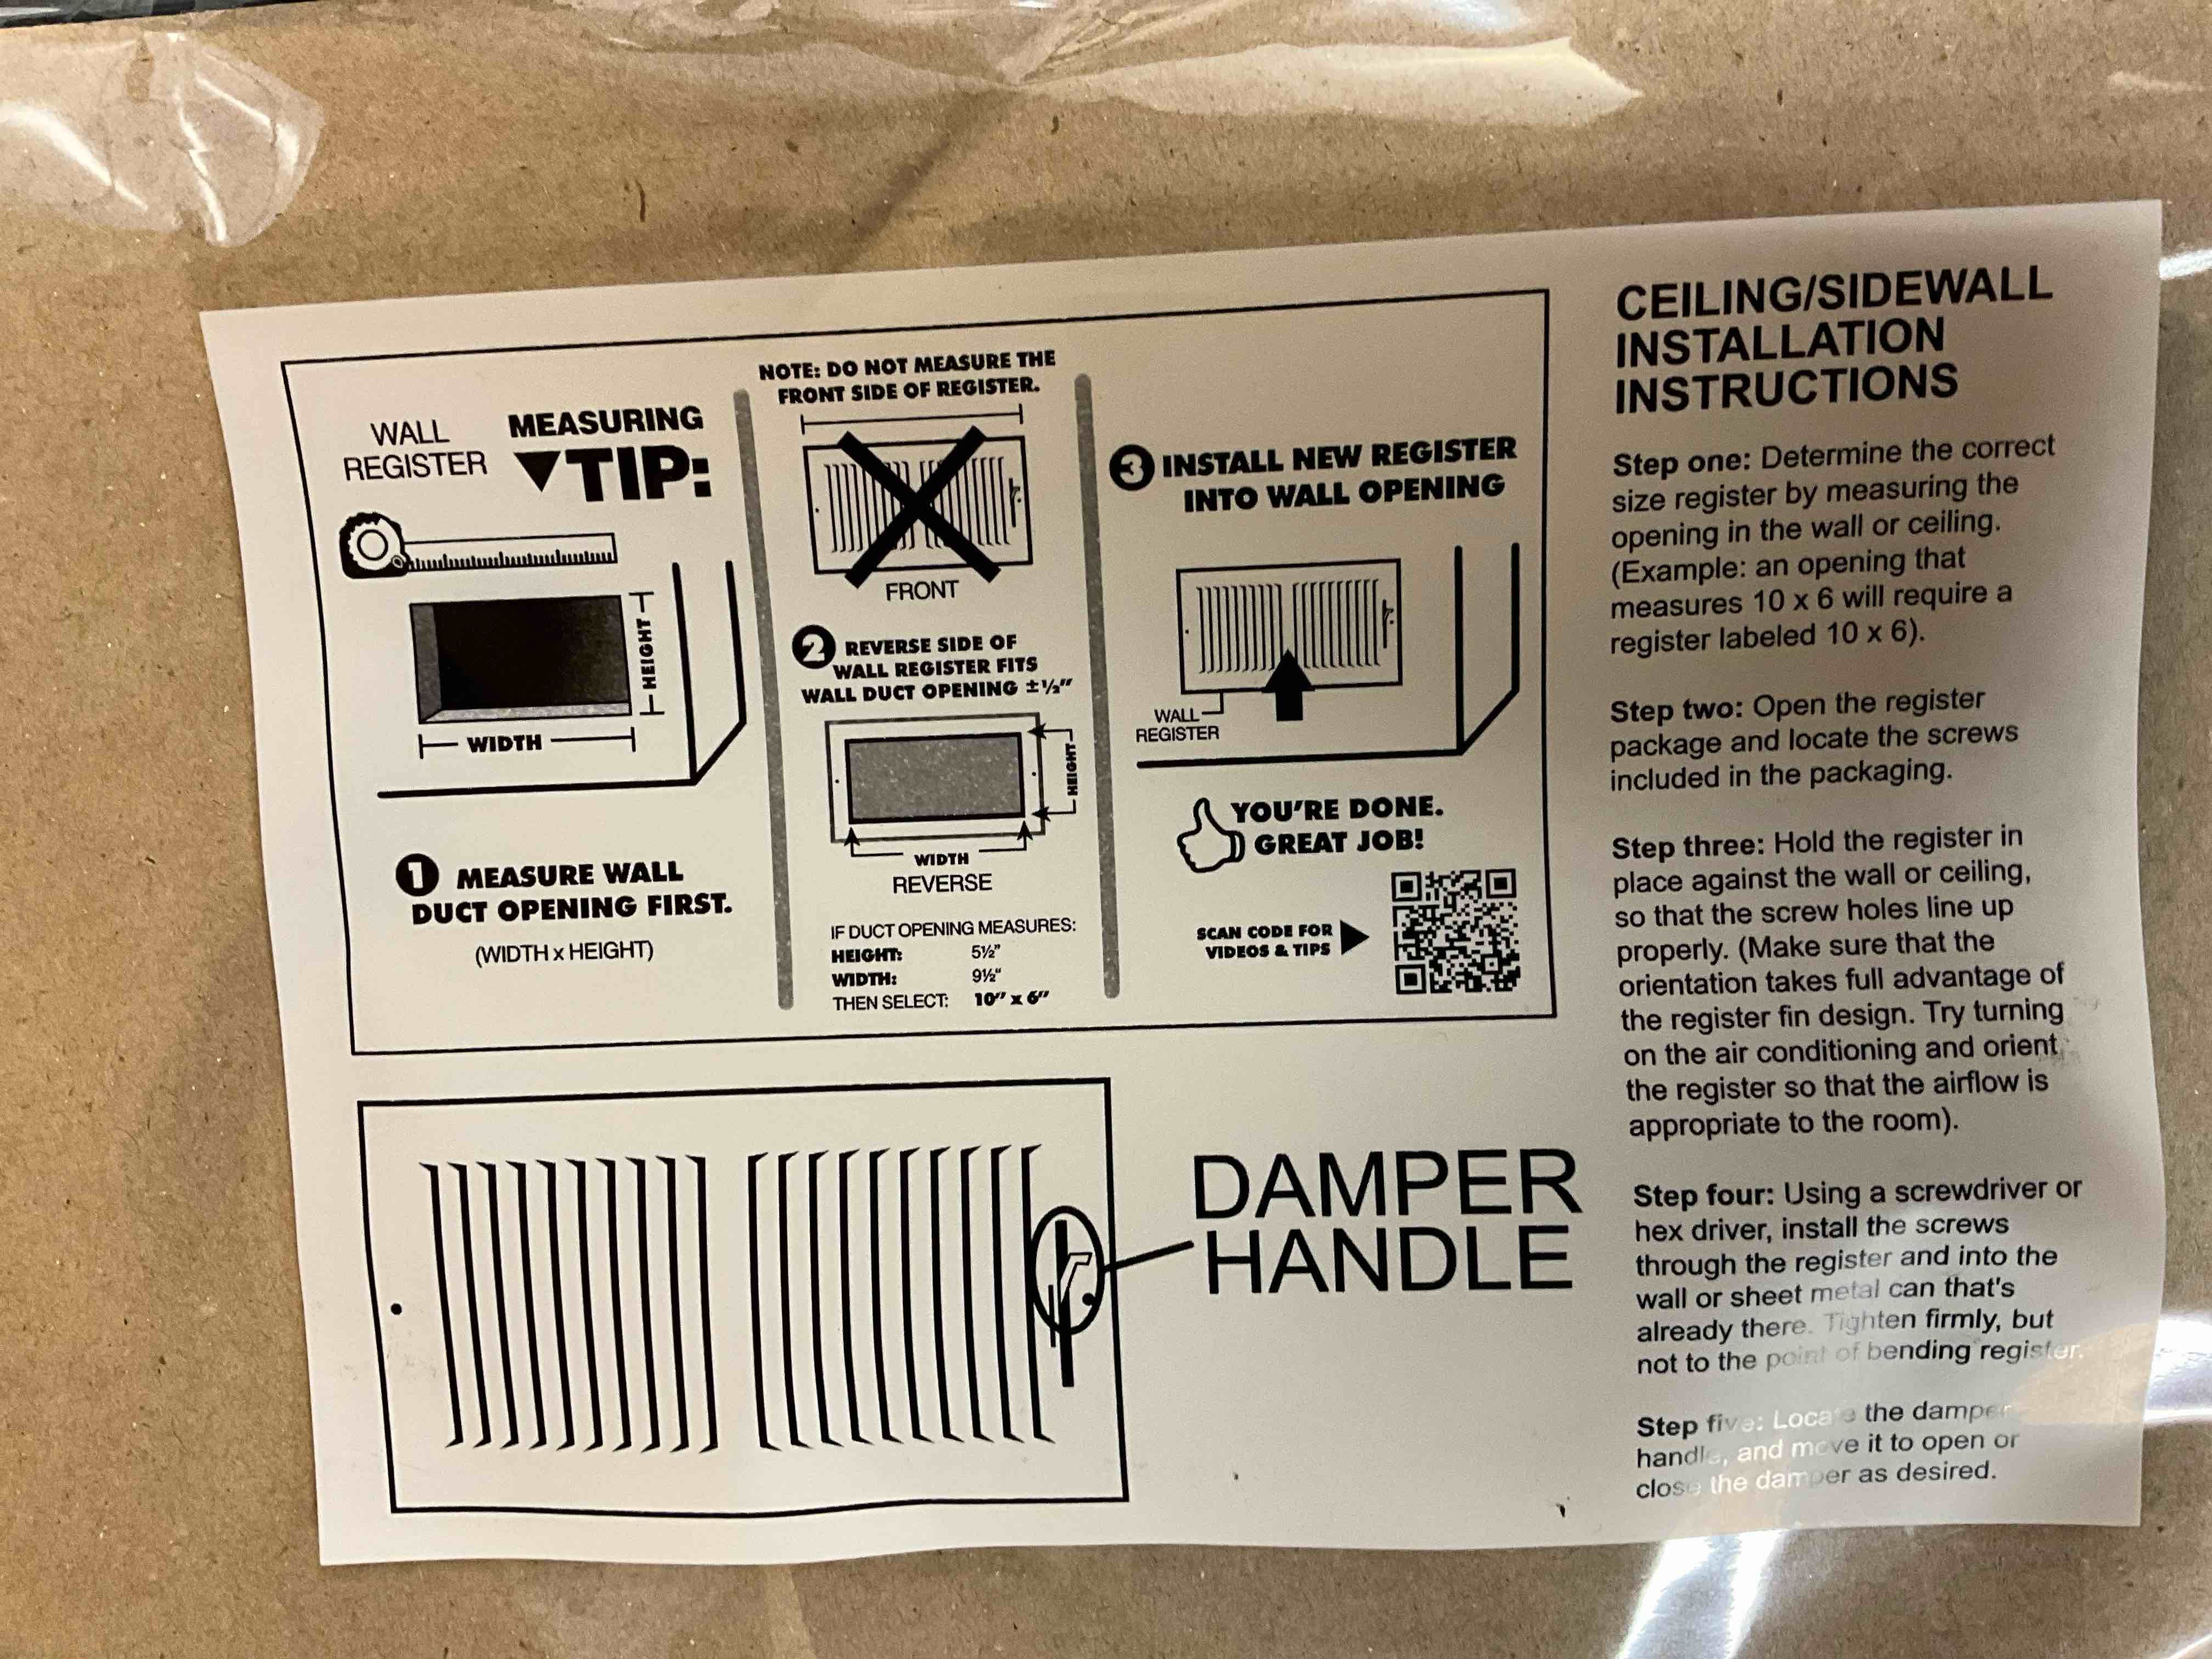 WALL
REGISTER
MEASURING
TIP:
HEIGHT
WIDTH
1 MEASURE WALL
DUCT OPENING FIRST.
(WIDTH x HEIGHT)
NOTE: DO NOT MEASURE THE
FRONT SIDE OF REGISTER.
FRONT
2 REVERSE SIDE OF
WALL REGISTER FITS
WALL DUCT OPENING ±½"
HEIGHT
WIDTH
REVERSE
IF DUCT OPENING MEASURES:
HEIGHT: 5½"
WIDTH: 9½"
THEN SELECT: 10" x 6"
3 INSTALL NEW REGISTER
INTO WALL OPENING
WALL
REGISTER
YOU'RE DONE.
GREAT JOB!
SCAN CODE FOR
VIDEOS & TIPS
DAMPER
HANDLE
CEILING/SIDEWALL
INSTALLATION
INSTRUCTIONS
Step one: Determine the correct
size register by measuring the
opening in the wall or ceiling.
(Example: an opening that
measures 10 x 6 will require a
register labeled 10 x 6).
Step two: Open the register
package and locate the screws
included in the packaging.
Step three: Hold the register in
place against the wall or ceiling,
so that the screw holes line up
properly. (Make sure that the
orientation takes full advantage of
the register fin design. Try turning
on the air conditioning and orient
the register so that the airflow is
appropriate to the room).
Step four: Using a screwdriver or
hex driver, install the screws
through the register and into the
wall or sheet metal can that's
already there. Tighten firmly, but
not to the point of bending register.
Step five: Locate the damper
handle, and move it to open or
close the damper as desired.